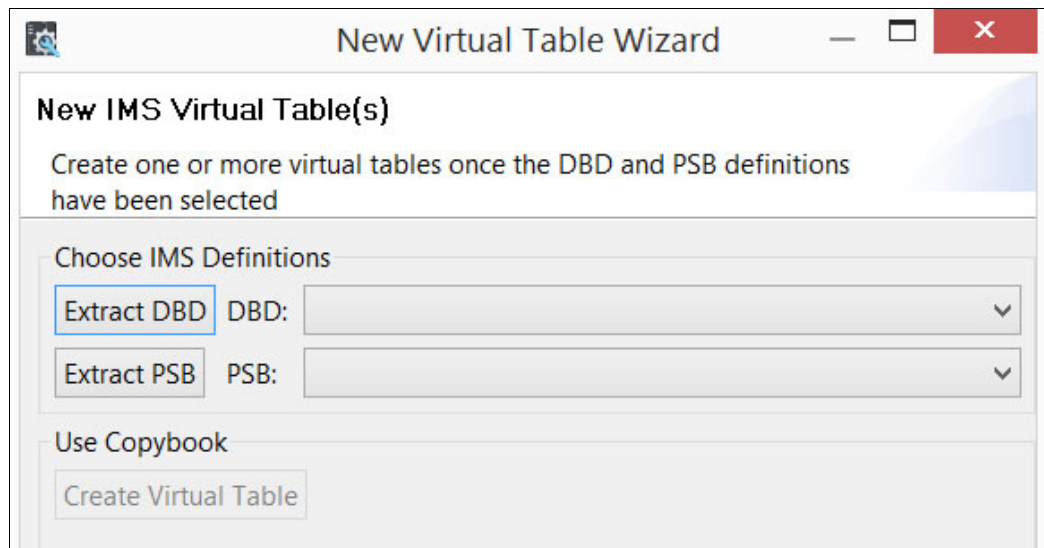 New Virtual Table Wizard
New IMS Virtual Table(s)
Create one or more virtual tables once the DBD and PSB definitions
have been selected
Choose IMS Definitions
Extract DBD DBD:
Extract PSB PSB:
Use Copybook
Create Virtual Table